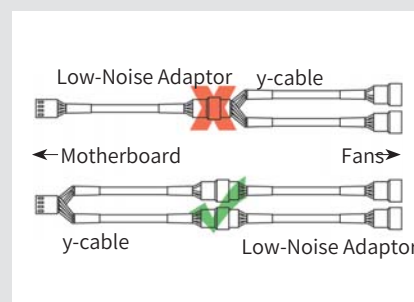 Low-Noise Adaptor y-cable
Motherboard Fans
y-cable Low-Noise Adaptor